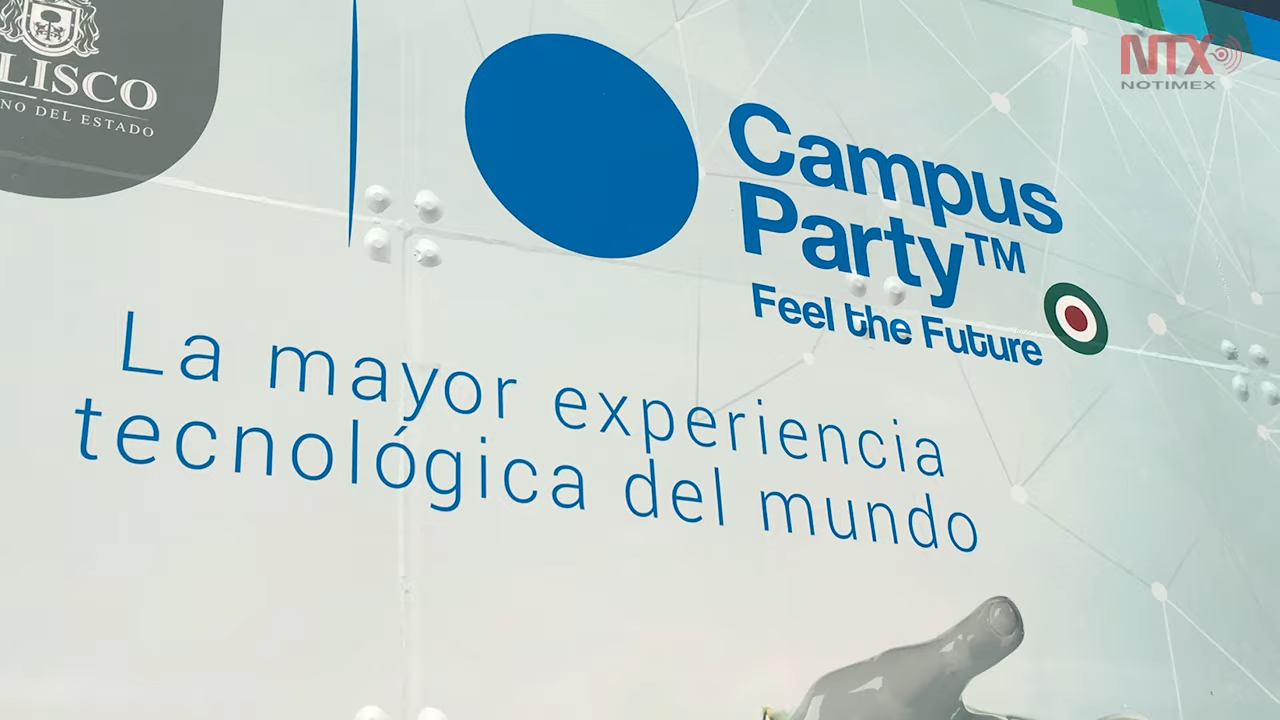 LISCO
NO DEL ESTADO
NTX
NOTIMEX
Campus
Party™
Feel the Future
La mayor experiencia
tecnológica del mundo